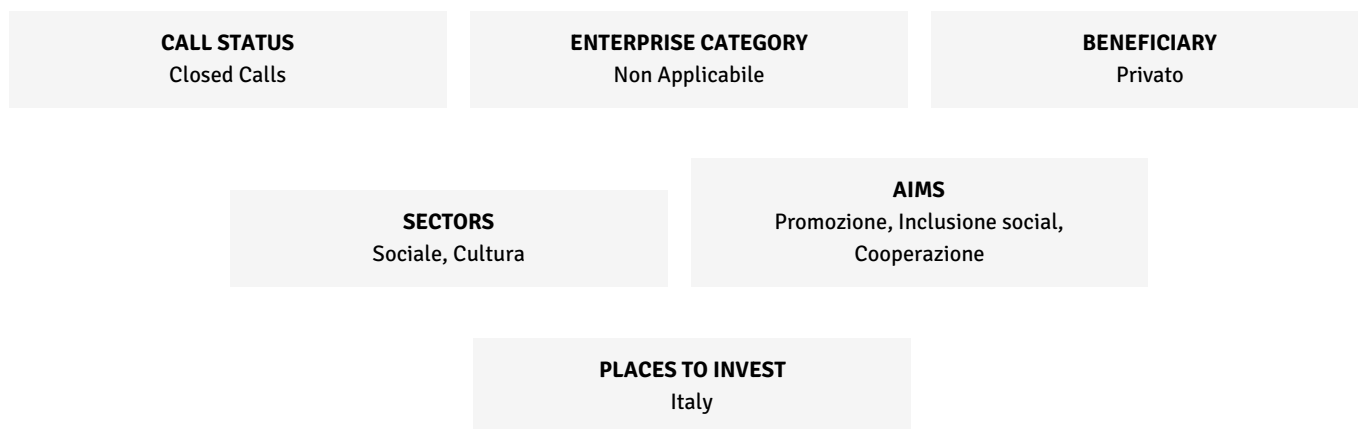 CALL STATUS
Closed Calls
ENTERPRISE CATEGORY
Non Applicabile
BENEFICIARY
Privato
SECTORS
Sociale, Cultura
AIMS
Promozione, Inclusione social,
Cooperazione
PLACES TO INVEST
Italy